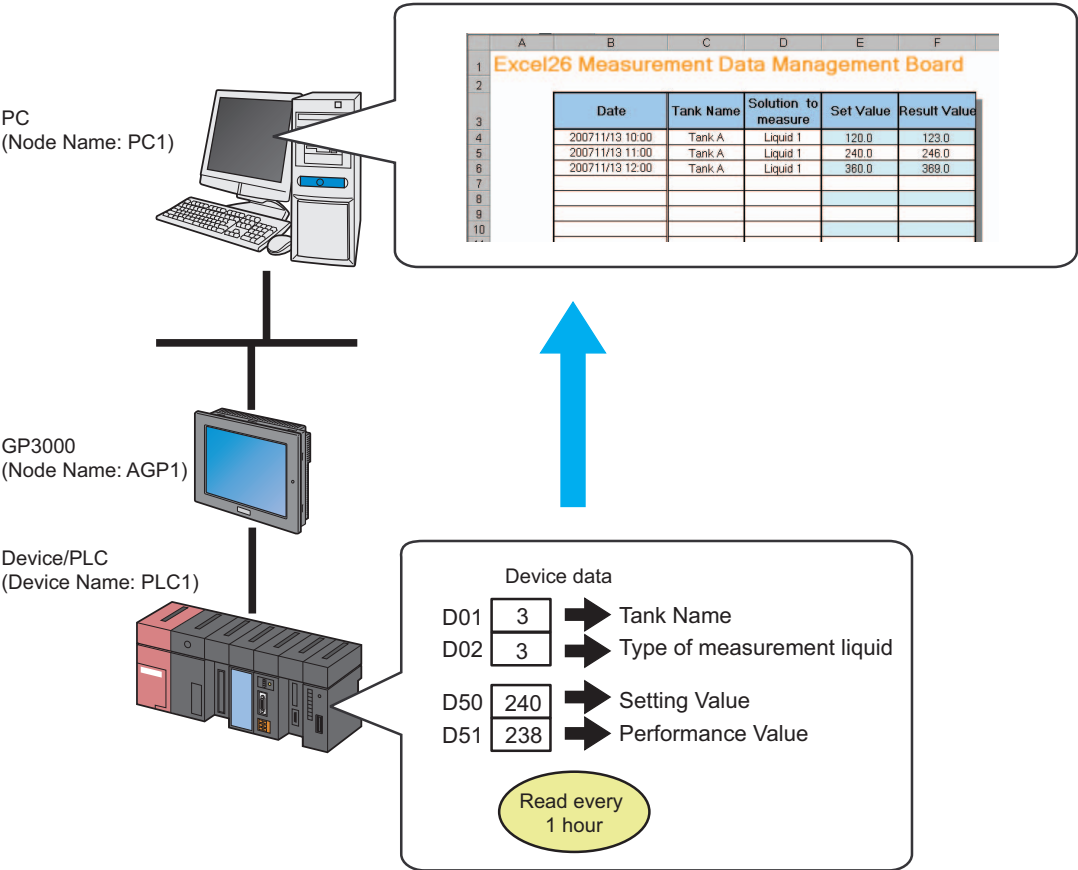 A B C D E F
1 Excel26 Measurement Data Management Board
2
3 Date Tank Name Solution to measure Set Value Result Value
4 200711/13 10:00 Tank A Liquid 1 120.0 123.0
5 200711/13 11:00 Tank A Liquid 1 240.0 246.0
6 200711/13 12:00 Tank A Liquid 1 360.0 369.0
7
8
9
10
PC
(Node Name: PC1)
GP3000
(Node Name: AGP1)
Device/PLC
(Device Name: PLC1)
Device data
D01 3 Tank Name
D02 3 Type of measurement liquid
D50 240 Setting Value
D51 238 Performance Value
Read every
1 hour